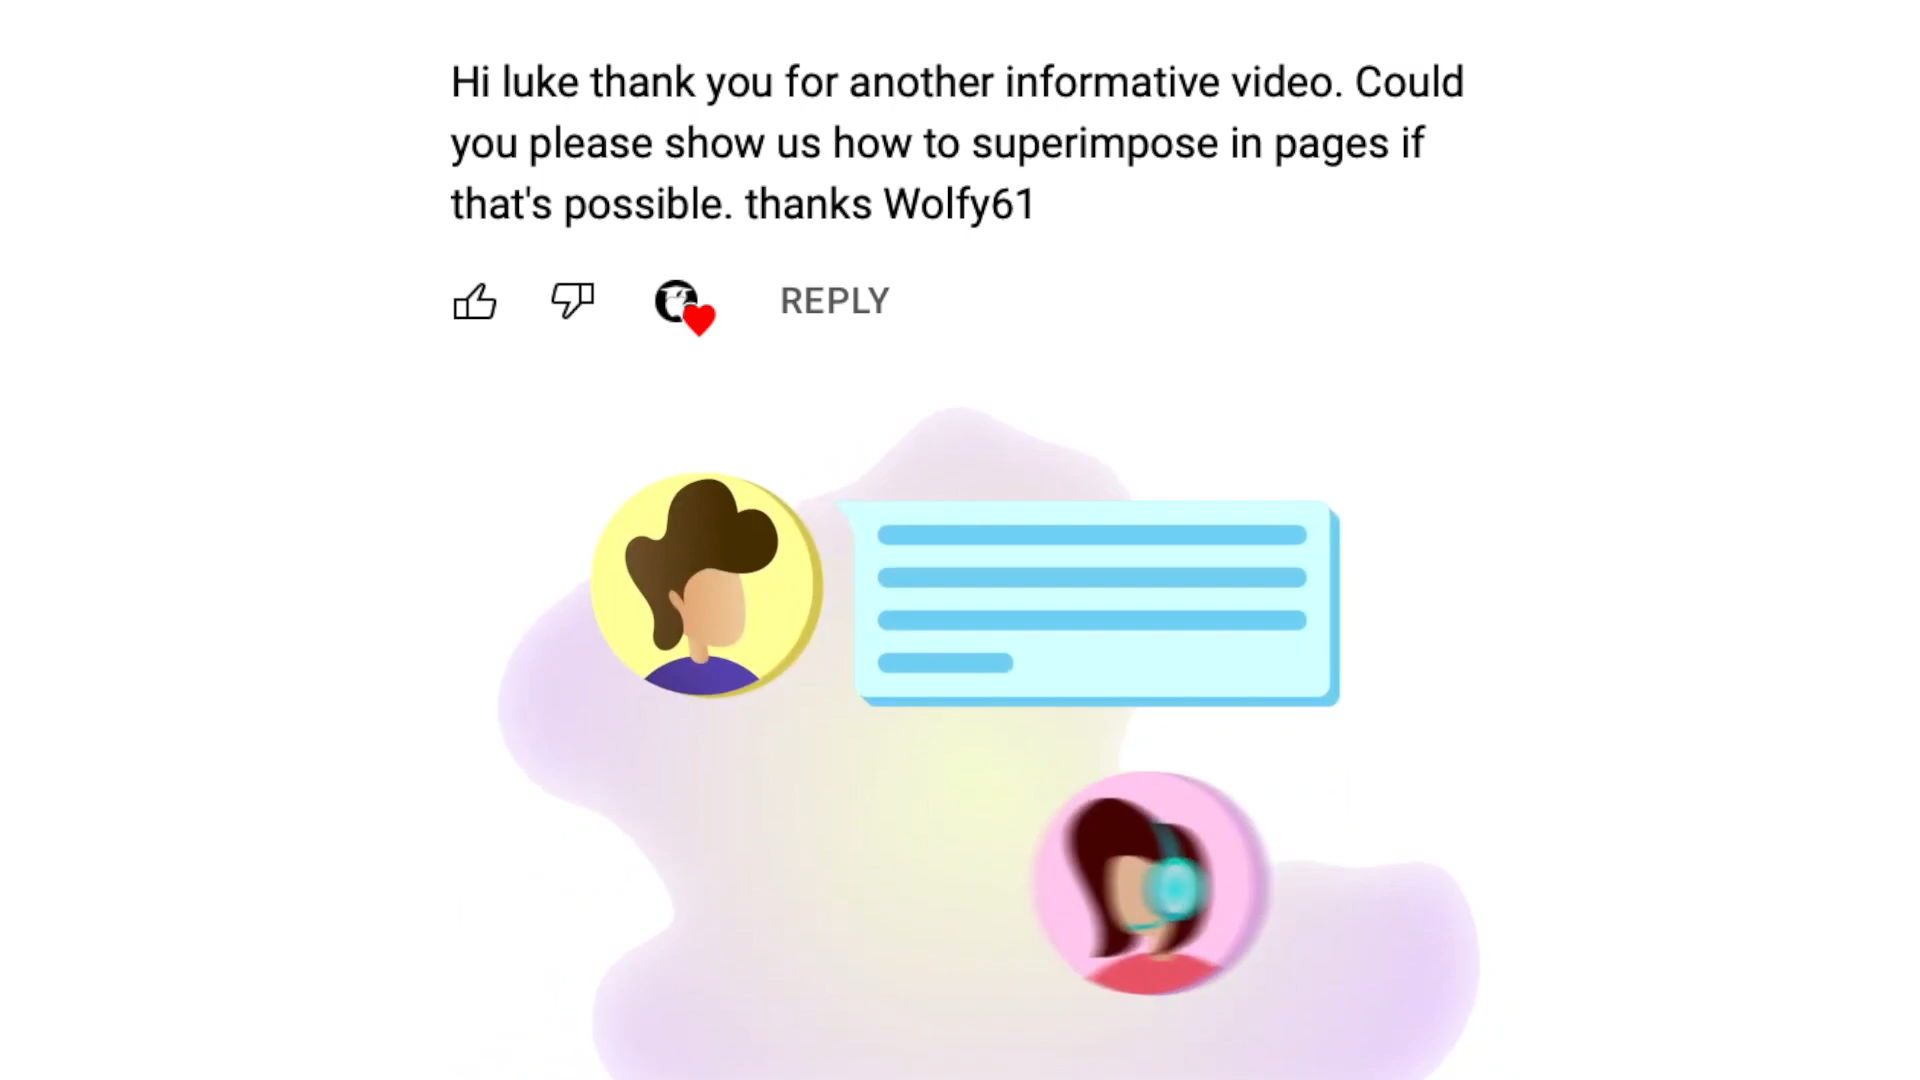 Hi luke thank you for another informative video. Could
you please show us how to superimpose in pages if
that's possible. thanks Wolfy61
REPLY